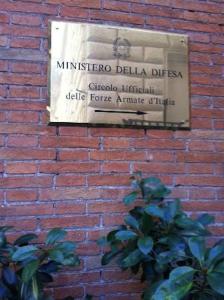 MINISTERO DELLA DIFESA
Circolo Ufficiali
delle Forze Armate d'Italia